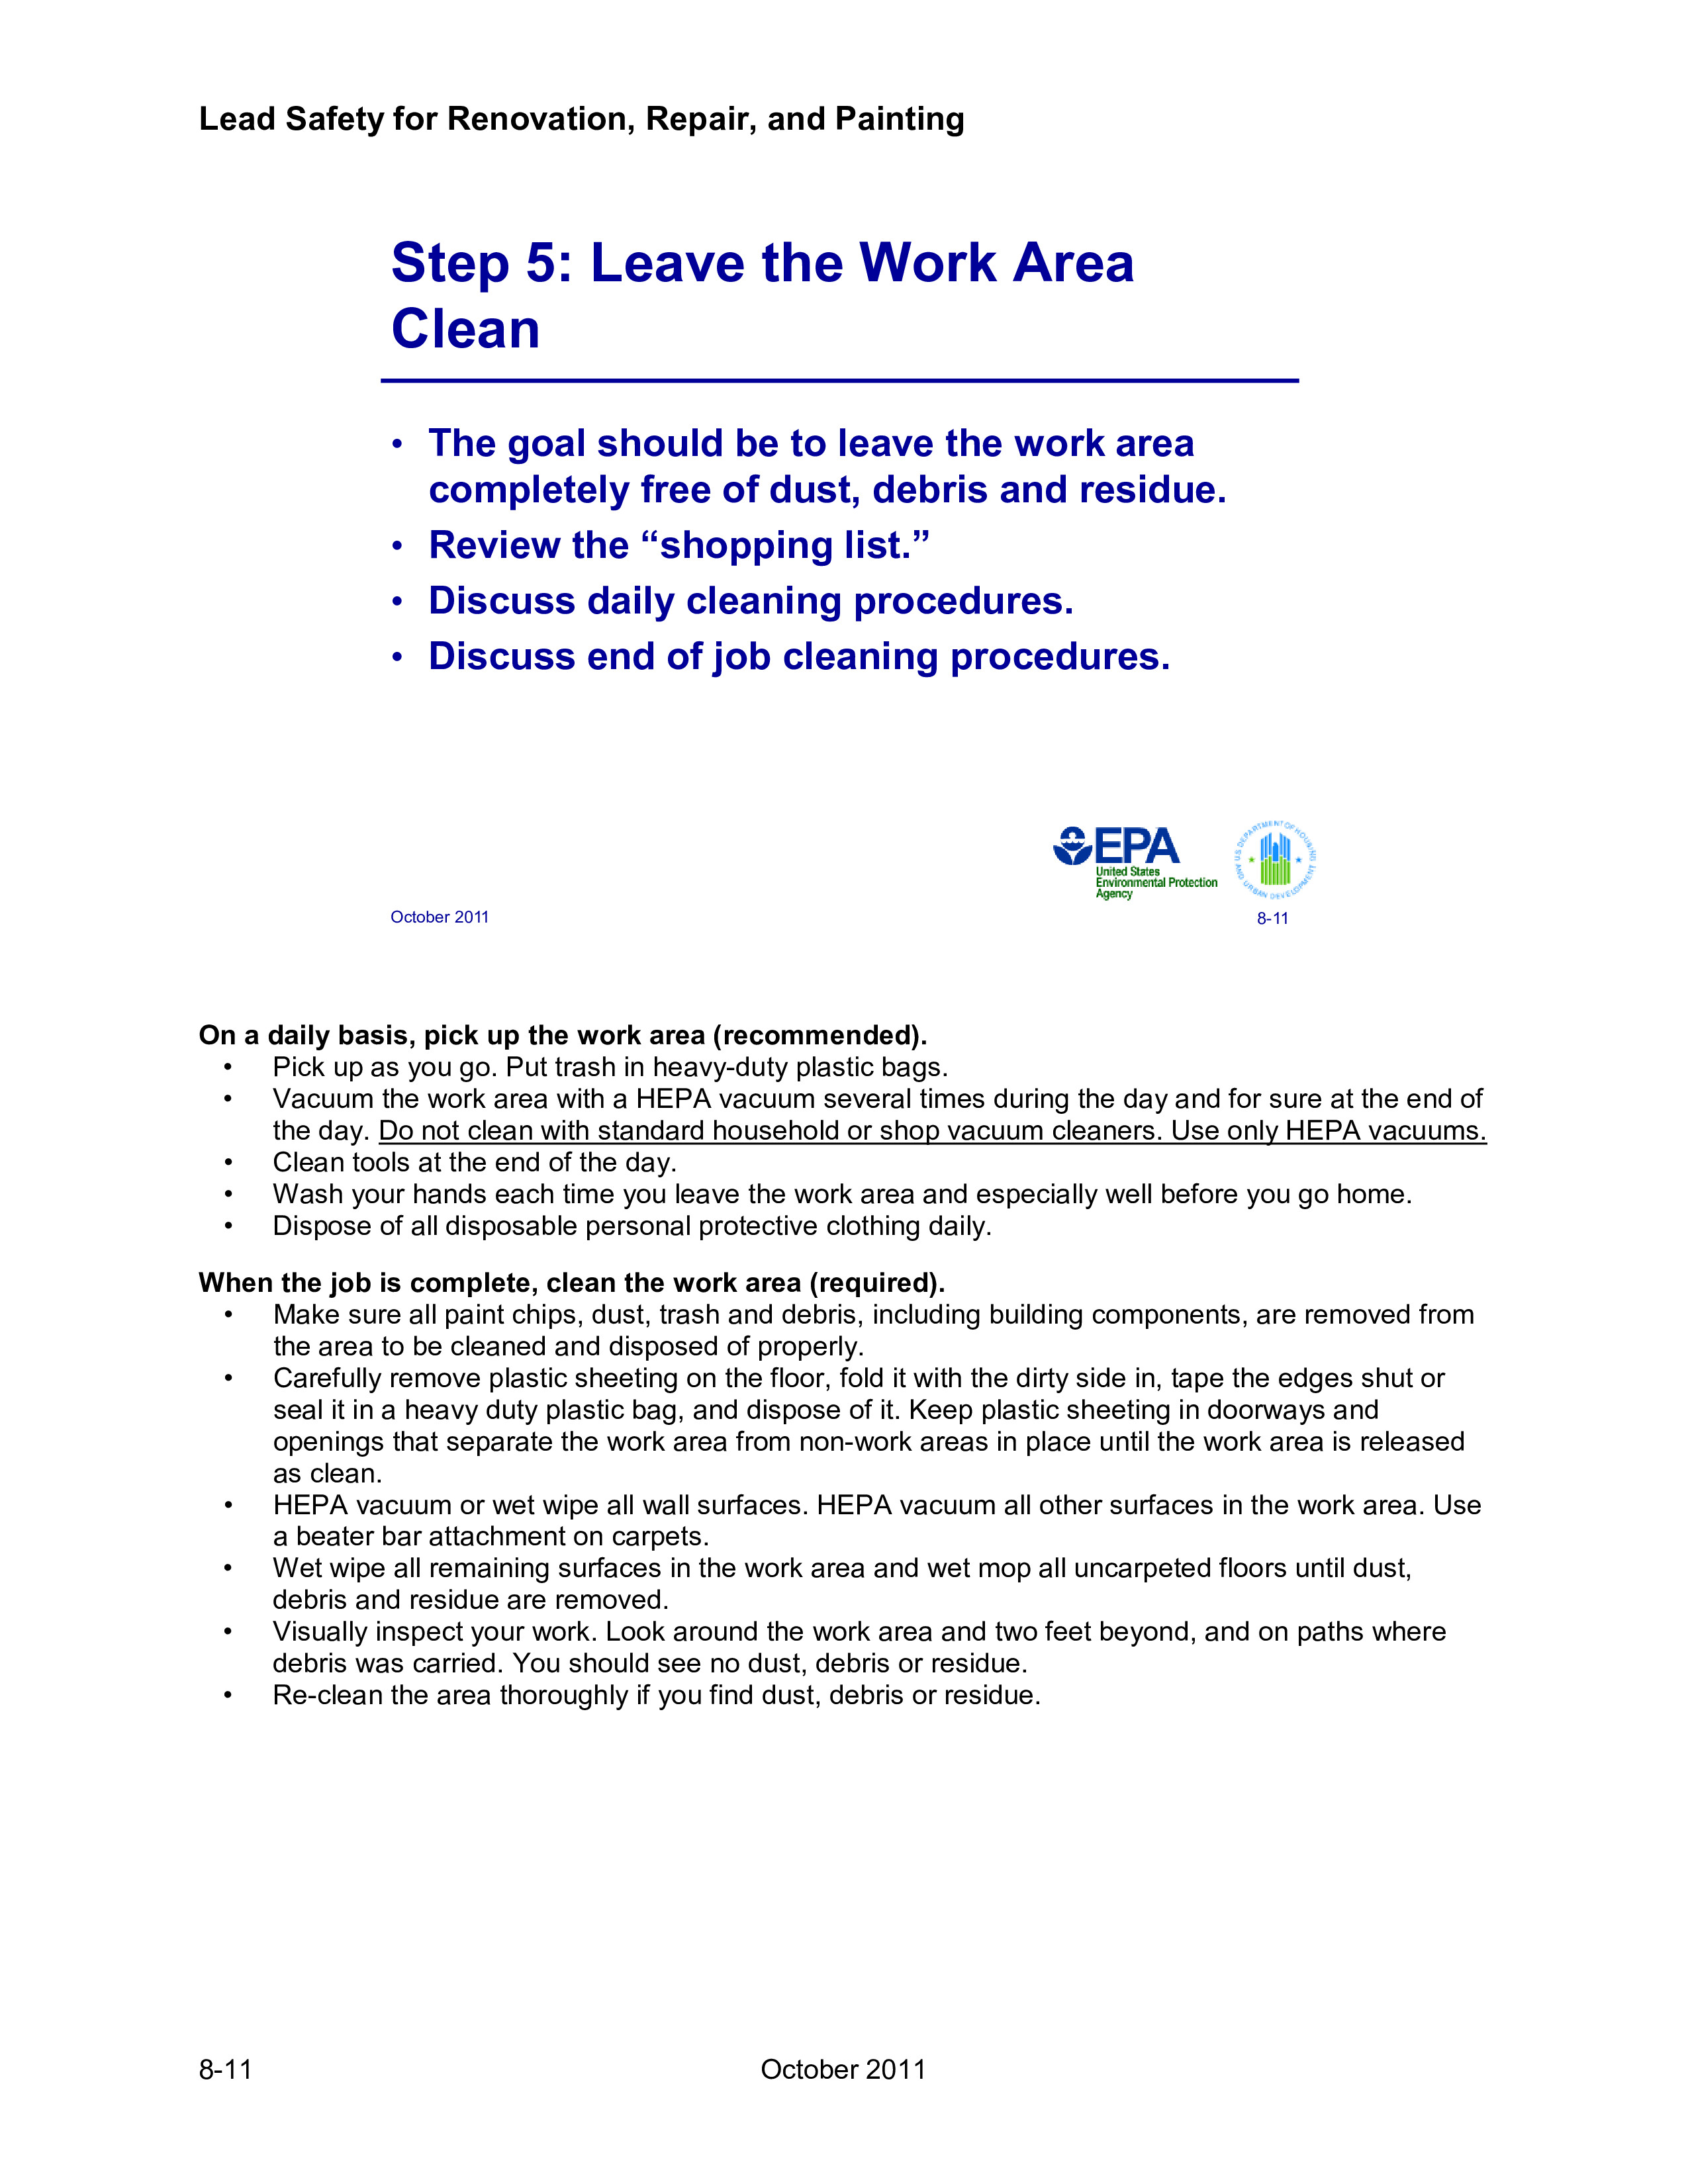 Lead Safety for Renovation, Repair, and Painting
Step 5: Leave the Work Area
Clean
• The goal should be to leave the work area
completely free of dust, debris and residue.
• Review the “shopping list.”
• Discuss daily cleaning procedures.
• Discuss end of job cleaning procedures.
EPA
United States
Environmental Protection
Agency
U.S. DEPARTMENT OF HOUSING AND URBAN DEVELOPMENT
October 2011
8-11
On a daily basis, pick up the work area (recommended).
• Pick up as you go. Put trash in heavy-duty plastic bags.
• Vacuum the work area with a HEPA vacuum several times during the day and for sure at the end of
the day. Do not clean with standard household or shop vacuum cleaners. Use only HEPA vacuums.
• Clean tools at the end of the day.
• Wash your hands each time you leave the work area and especially well before you go home.
• Dispose of all disposable personal protective clothing daily.
When the job is complete, clean the work area (required).
• Make sure all paint chips, dust, trash and debris, including building components, are removed from
the area to be cleaned and disposed of properly.
• Carefully remove plastic sheeting on the floor, fold it with the dirty side in, tape the edges shut or
seal it in a heavy duty plastic bag, and dispose of it. Keep plastic sheeting in doorways and
openings that separate the work area from non-work areas in place until the work area is released
as clean.
• HEPA vacuum or wet wipe all wall surfaces. HEPA vacuum all other surfaces in the work area. Use
a beater bar attachment on carpets.
• Wet wipe all remaining surfaces in the work area and wet mop all uncarpeted floors until dust,
debris and residue are removed.
• Visually inspect your work. Look around the work area and two feet beyond, and on paths where
debris was carried. You should see no dust, debris or residue.
• Re-clean the area thoroughly if you find dust, debris or residue.
8-11
October 2011